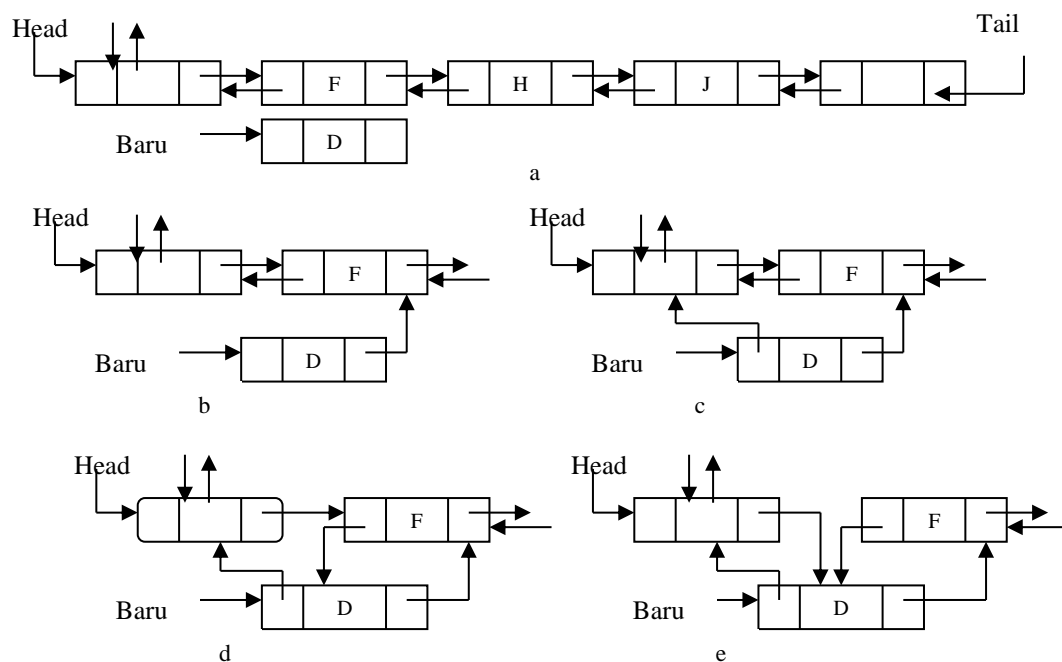 Head Tail
F H J
Baru D
a
Head Head
F F
Baru D Baru D
b c
Head Head
F F
Baru D Baru D
d e